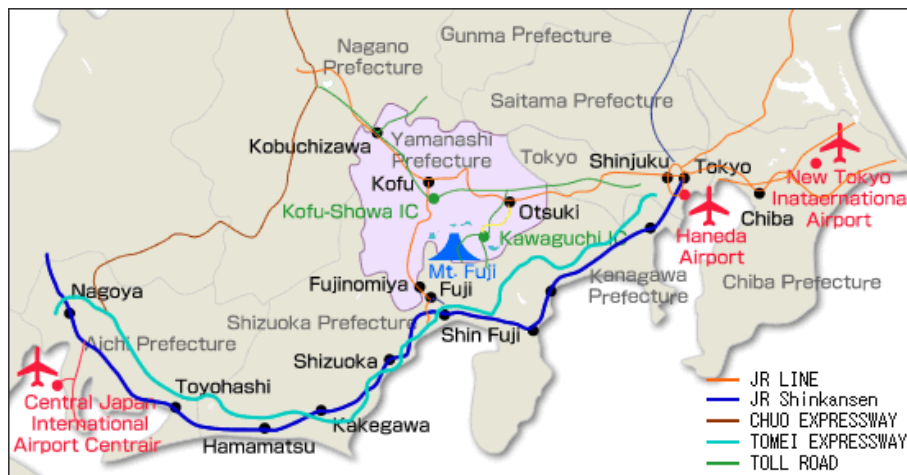 Gunma Prefecture
Nagano
Prefecture
Saitama Prefecture
Kobuchizawa
Yamanashi
Prefecture
Tokyo
Shinjuku
Tokyo
New Tokyo
Inataernational
Airport
Kofu
Kofu-Showa IC
Otsuki
Chiba
Kawaguchi IC
Haneda
Airport
Mt. Fuji
Kanagawa
Prefecture
Chiba Prefecture
Fujinomiya
Fuji
Nagoya
Shizuoka Prefecture
Shin Fuji
Aichi Prefecture
Shizuoka
Toyohashi
Central Japan
International
Airport Centrair
Kakegawa
Hamamatsu
JR LINE
JR Shinkansen
CHUO EXPRESSWAY
TOMEI EXPRESSWAY
TOLL ROAD